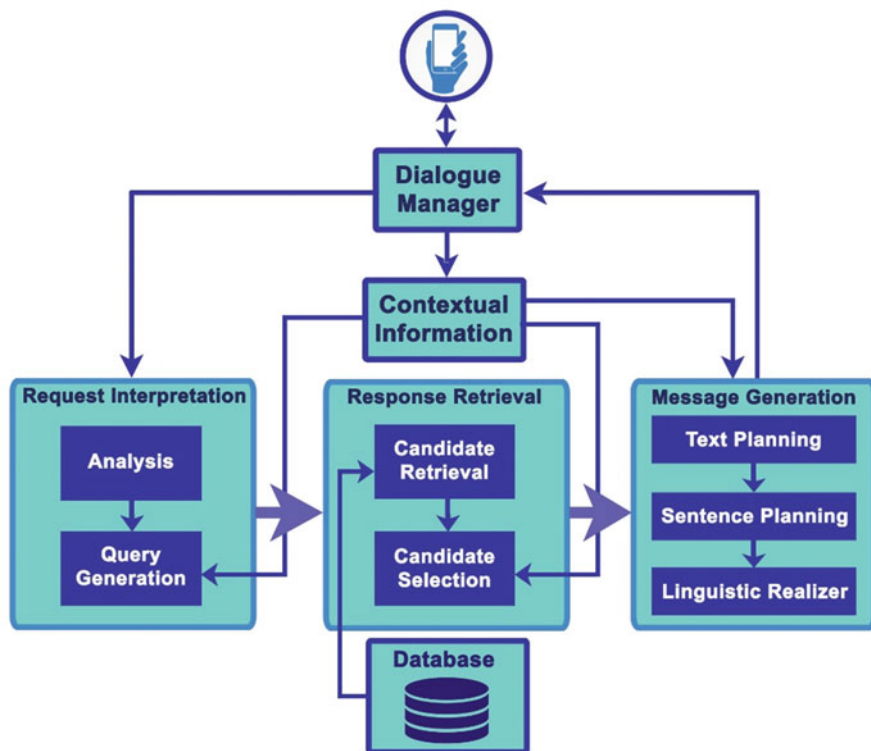 Dialogue
Manager
Contextual
Information
Request Interpretation
Analysis
Query
Generation
Response Retrieval
Candidate
Retrieval
Candidate
Selection
Message Generation
Text Planning
Sentence Planning
Linguistic Realizer
Database